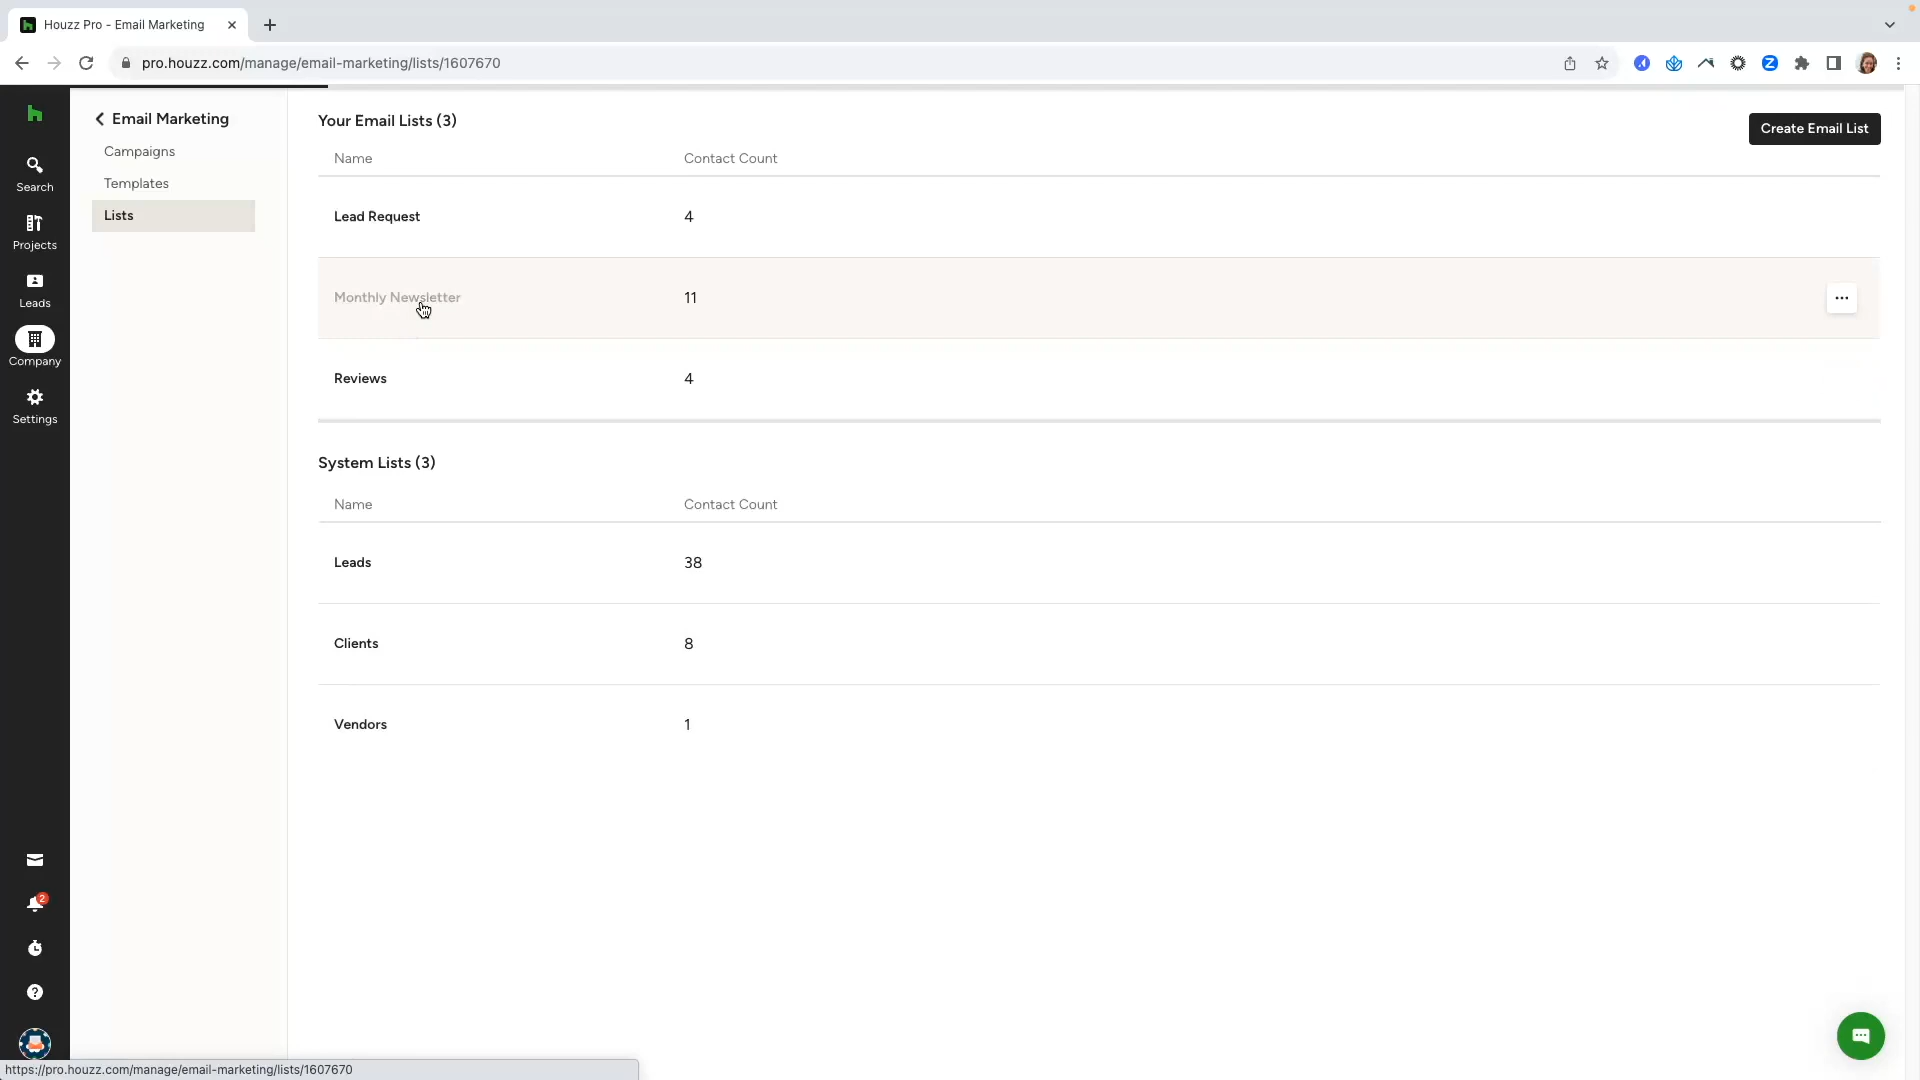 Houzz Pro - Email Marketing
pro.houzz.com/manage/email-marketing/lists/1607670
Search
Projects
Leads
Company
Settings
2
Email Marketing
Campaigns
Templates
Lists
Your Email Lists (3)
Create Email List
Name Contact Count
Lead Request 4
Monthly Newsletter 11
Reviews 4
System Lists (3)
Name Contact Count
Leads 38
Clients 8
Vendors 1
https://pro.houzz.com/manage/email-marketing/lists/1607670